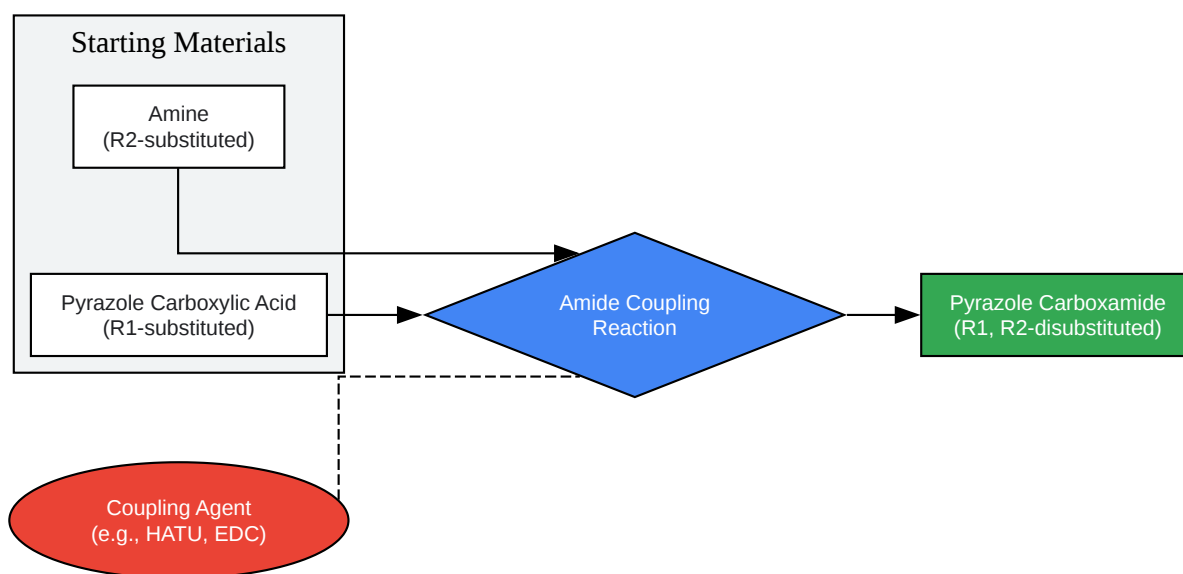 Starting Materials
Amine
(R2-substituted)
Pyrazole Carboxylic Acid
(R1-substituted)
Amide Coupling
Reaction
Pyrazole Carboxamide
(R1, R2-disubstituted)
Coupling Agent
(e.g., HATU, EDC)